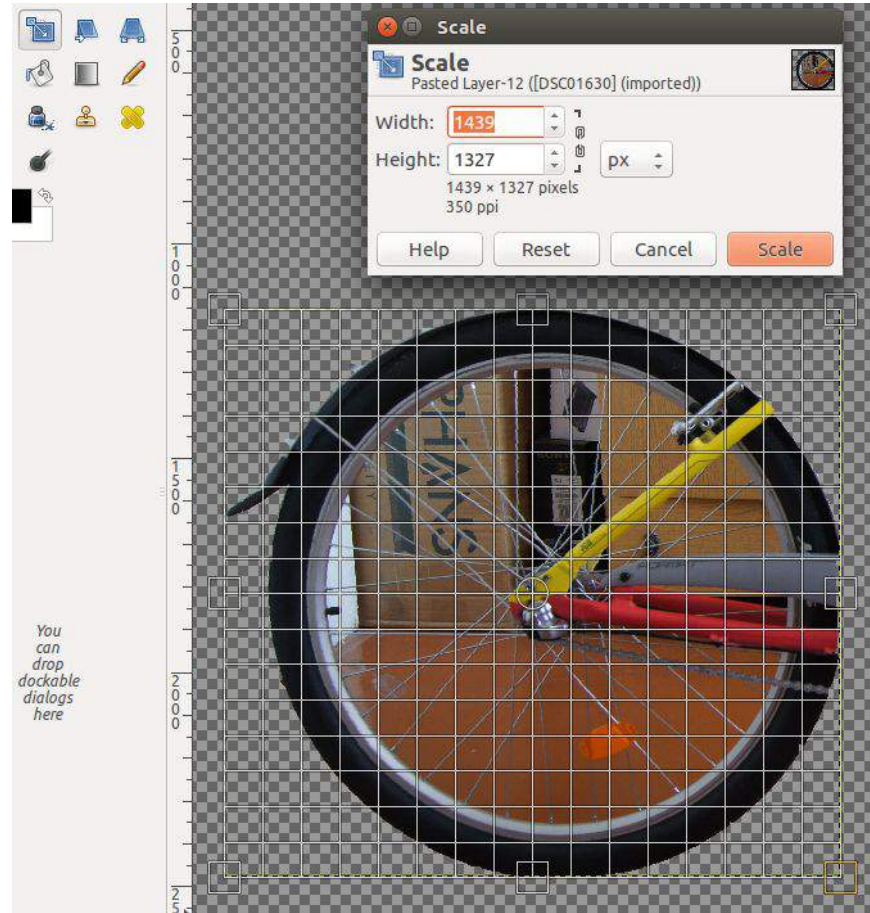 Scale
Scale
Pasted Layer-12 ([DSC01630] (imported))
Width: 1439
Height: 1327 px
1439 × 1327 pixels
350 ppi
Help Reset Cancel Scale
500
1000
1500
2000
25
You
can
drop
dockable
dialogs
here